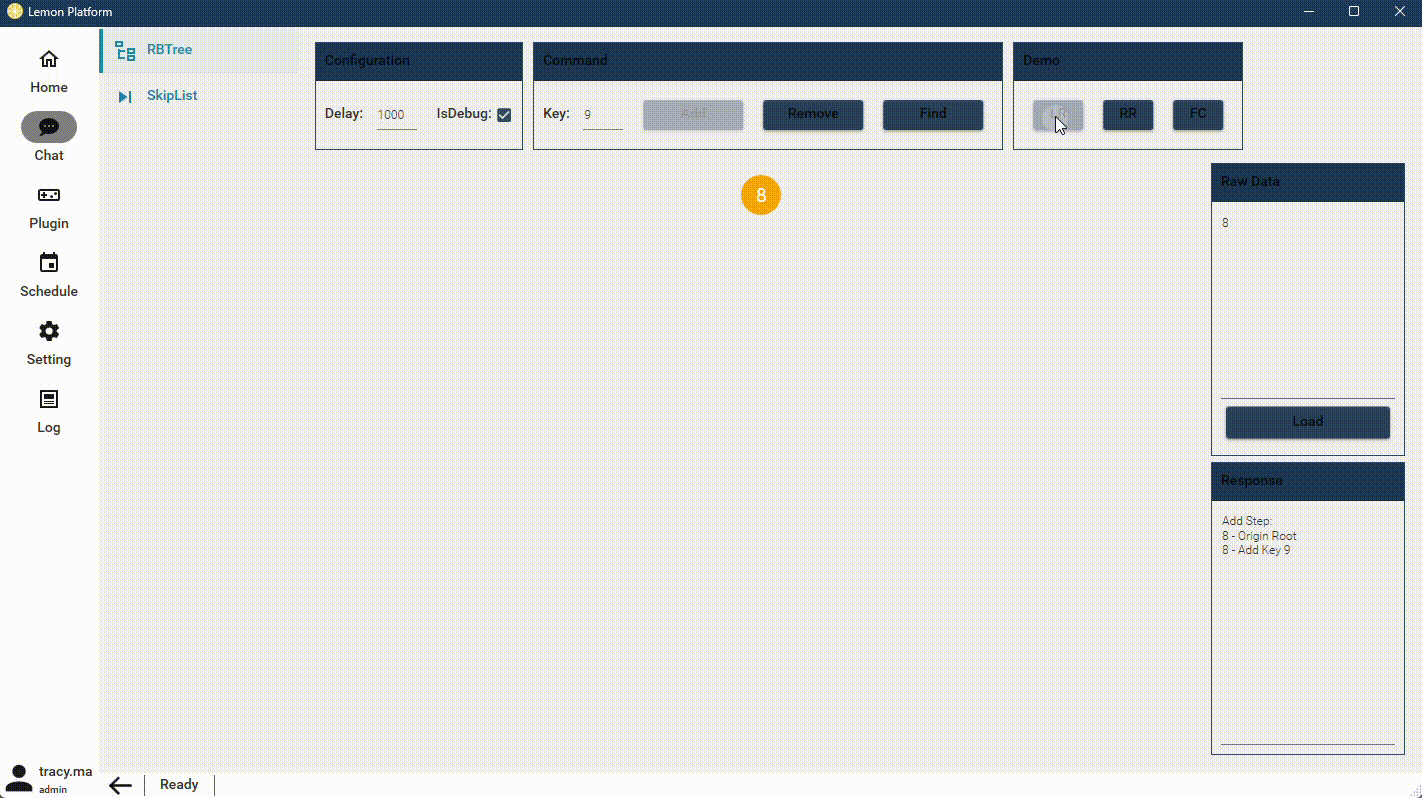 Lemon Platform
Home
Chat
Plugin
Schedule
Setting
Log
tracy.ma
admin
RBTree
SkipList
Configuration
Delay: 1000 IsDebug:
Command
Key: 9 Add Remove Find
Demo
RR FC
8
Raw Data
8
Load
Response
Add Step:
8 - Origin Root
8 - Add Key 9
Ready